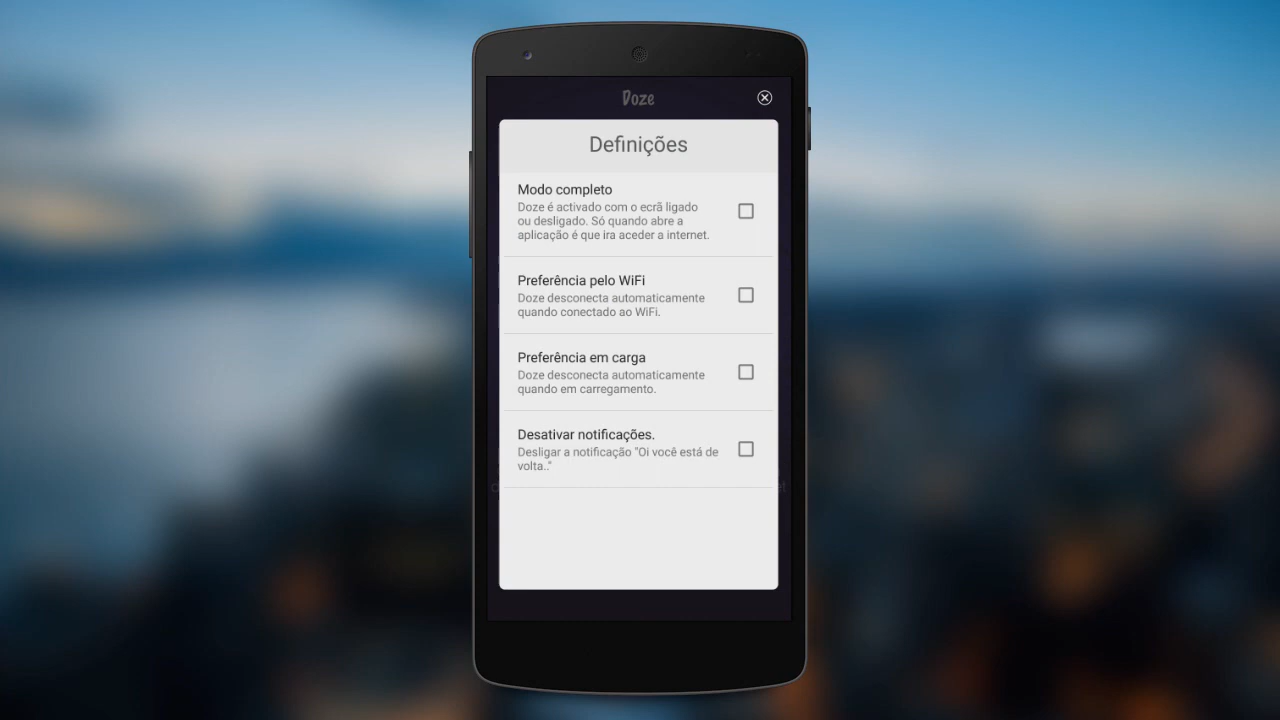 Doze
Definições
Modo completo
Doze é activado com o ecrã ligado
ou desligado. Só quando abre a
aplicação é que ira aceder a internet.
Preferência pelo WiFi
Doze desconecta automaticamente
quando conectado ao WiFi.
Preferência em carga
Doze desconecta automaticamente
quando em carregamento.
Desativar notificações.
Desligar a notificação "Oi você está de
volta.."